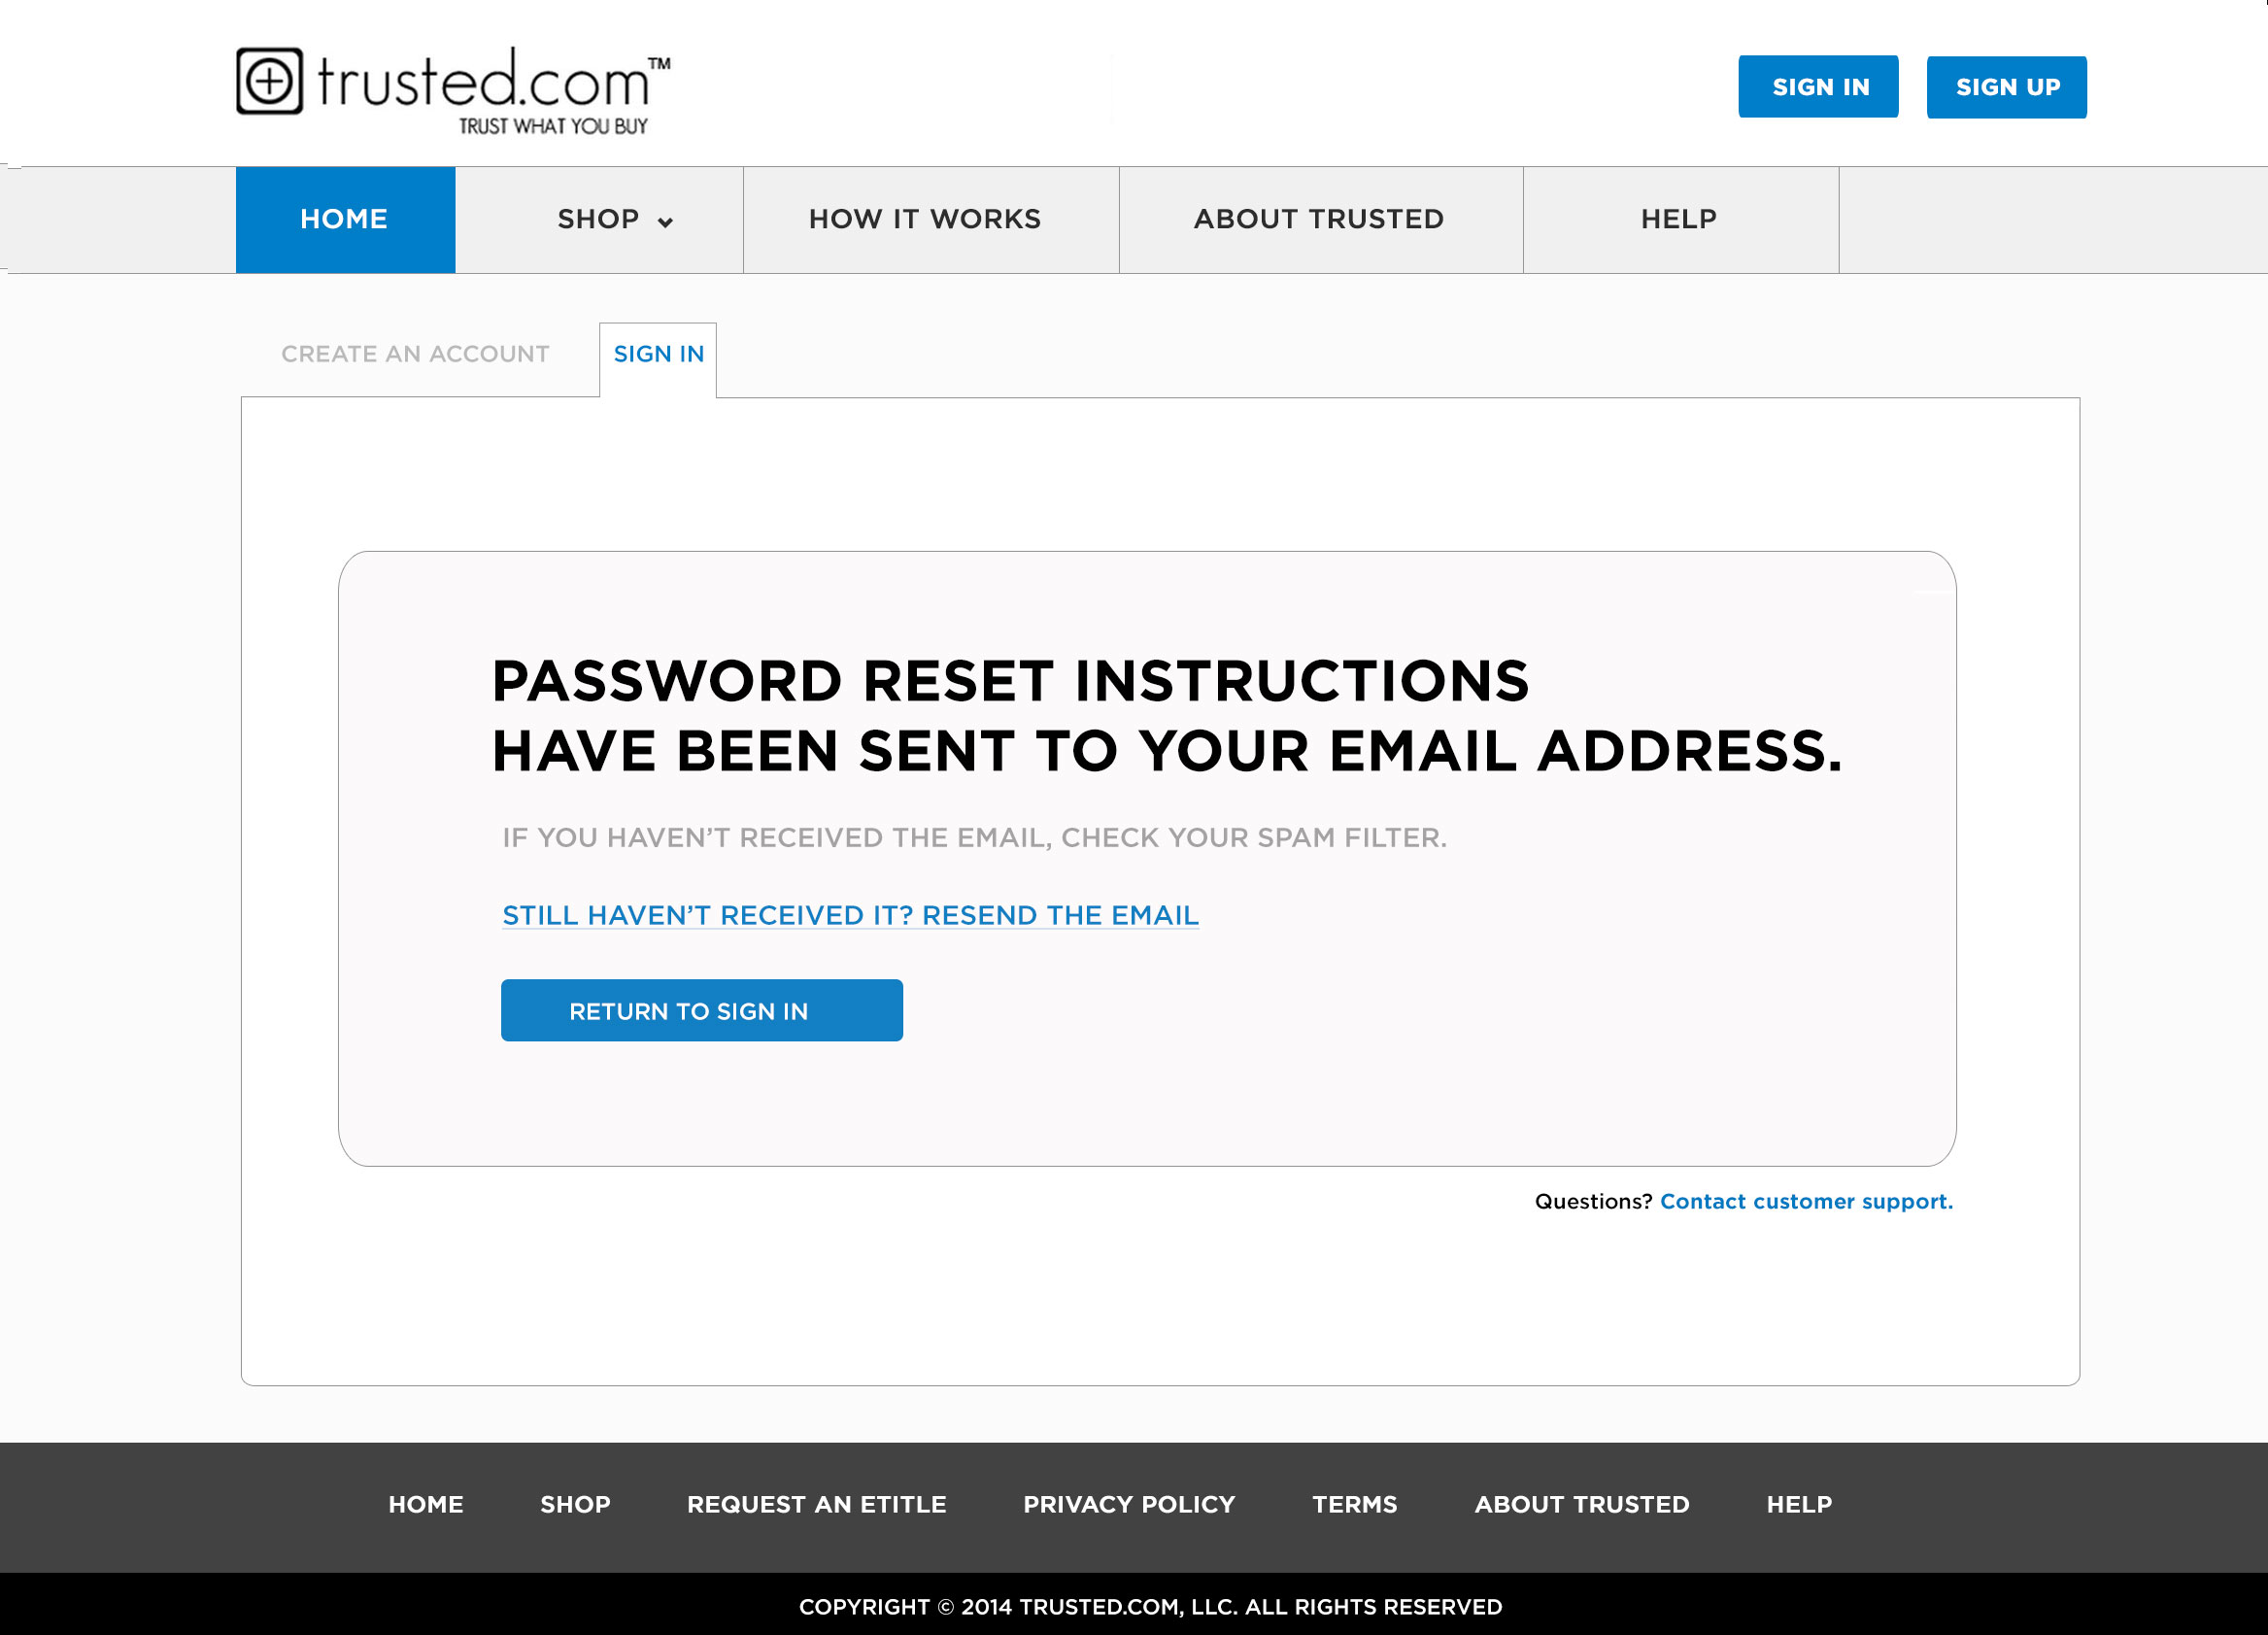 trusted.com™
TRUST WHAT YOU BUY
SIGN IN
SIGN UP
HOME
SHOP
HOW IT WORKS
ABOUT TRUSTED
HELP
CREATE AN ACCOUNT
SIGN IN
PASSWORD RESET INSTRUCTIONS
HAVE BEEN SENT TO YOUR EMAIL ADDRESS.
IF YOU HAVEN’T RECEIVED THE EMAIL, CHECK YOUR SPAM FILTER.
STILL HAVEN’T RECEIVED IT? RESEND THE EMAIL
RETURN TO SIGN IN
Questions? Contact customer support.
HOME
SHOP
REQUEST AN ETITLE
PRIVACY POLICY
TERMS
ABOUT TRUSTED
HELP
COPYRIGHT © 2014 TRUSTED.COM, LLC. ALL RIGHTS RESERVED